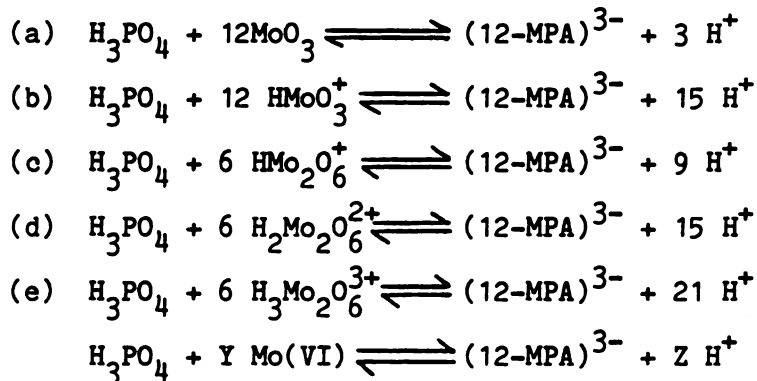 (a) H₃PO₄ + 12MoO₃ ⇌ (12-MPA)³⁻ + 3 H⁺
(b) H₃PO₄ + 12 HMoO₃⁺ ⇌ (12-MPA)³⁻ + 15 H⁺
(c) H₃PO₄ + 6 HMo₂O₆⁺ ⇌ (12-MPA)³⁻ + 9 H⁺
(d) H₃PO₄ + 6 H₂Mo₂O₆²⁺ ⇌ (12-MPA)³⁻ + 15 H⁺
(e) H₃PO₄ + 6 H₃Mo₂O₆³⁺ ⇌ (12-MPA)³⁻ + 21 H⁺
H₃PO₄ + Y Mo(VI) ⇌ (12-MPA)³⁻ + Z H⁺